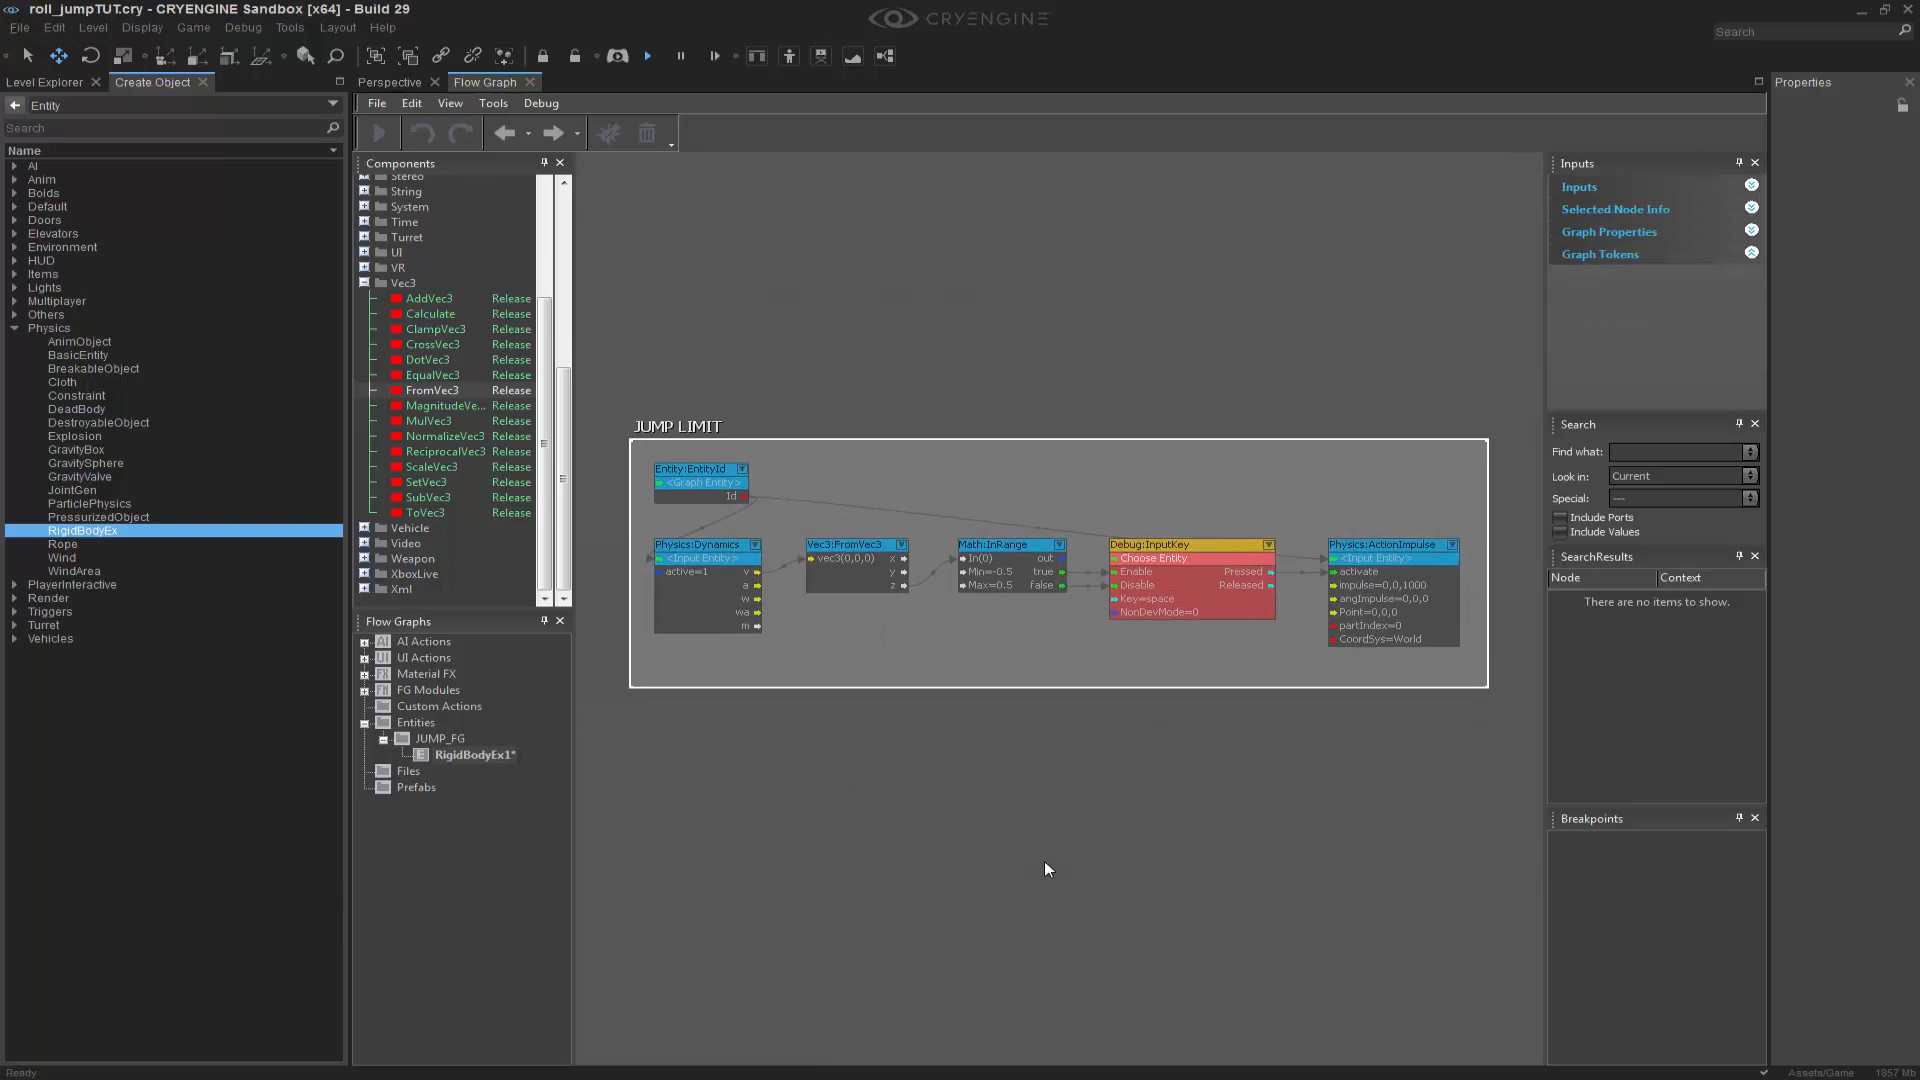 roll_jumpTUT.cry - CRYENGINE Sandbox [x64] - Build 29
CRYENGINE
File Edit Level Display Game Debug Tools Layout Help
Search
Level Explorer
Create Object
Perspective
Flow Graph
Properties
Entity
Search
Name
AI
Anim
Boids
Default
Doors
Elevators
Environment
HUD
Items
Lights
Multiplayer
Others
Physics
AnimObject
BasicEntity
BreakableObject
Cloth
Constraint
DeadBody
DestroyableObject
Explosion
GravityBox
GravitySphere
GravityValve
JointGen
ParticlePhysics
PressurizedObject
RigidBodyEx
Rope
Wind
WindArea
PlayerInteractive
Render
Triggers
Turret
Vehicles
File Edit View Tools Debug
Components
Stereo
String
System
Time
Turret
UI
VR
Vec3
AddVec3 Release
Calculate Release
ClampVec3 Release
CrossVec3 Release
DotVec3 Release
EqualVec3 Release
FromVec3 Release
MagnitudeVe... Release
MulVec3 Release
NormalizeVec3 Release
ReciprocalVec3 Release
ScaleVec3 Release
SetVec3 Release
SubVec3 Release
ToVec3 Release
Vehicle
Video
Weapon
XboxLive
Xml
Flow Graphs
AI AI Actions
UI UI Actions
FX Material FX
FM FG Modules
Custom Actions
Entities
JUMP_FG
E RigidBodyEx1*
Files
Prefabs
JUMP LIMIT
Entity:EntityId
<Graph Entity>
Id
Physics:Dynamics
<Input Entity>
active=1 v
a
w
wa
m
Vec3:FromVec3
vec3(0,0,0) x
y
z
Math:InRange
In(0) out
Min=-0.5 true
Max=0.5 false
Debug:InputKey
Choose Entity
Enable Pressed
Disable Released
Key=space
NonDevMode=0
Physics:ActionImpulse
<Input Entity>
activate
impulse=0,0,1000
angImpulse=0,0,0
Point=0,0,0
partIndex=0
CoordSys=World
Inputs
Inputs
Selected Node Info
Graph Properties
Graph Tokens
Search
Find what:
Look in: Current
Special: ---
Include Ports
Include Values
SearchResults
Node Context
There are no items to show.
Breakpoints
Ready
Assets/Game 1857 Mb